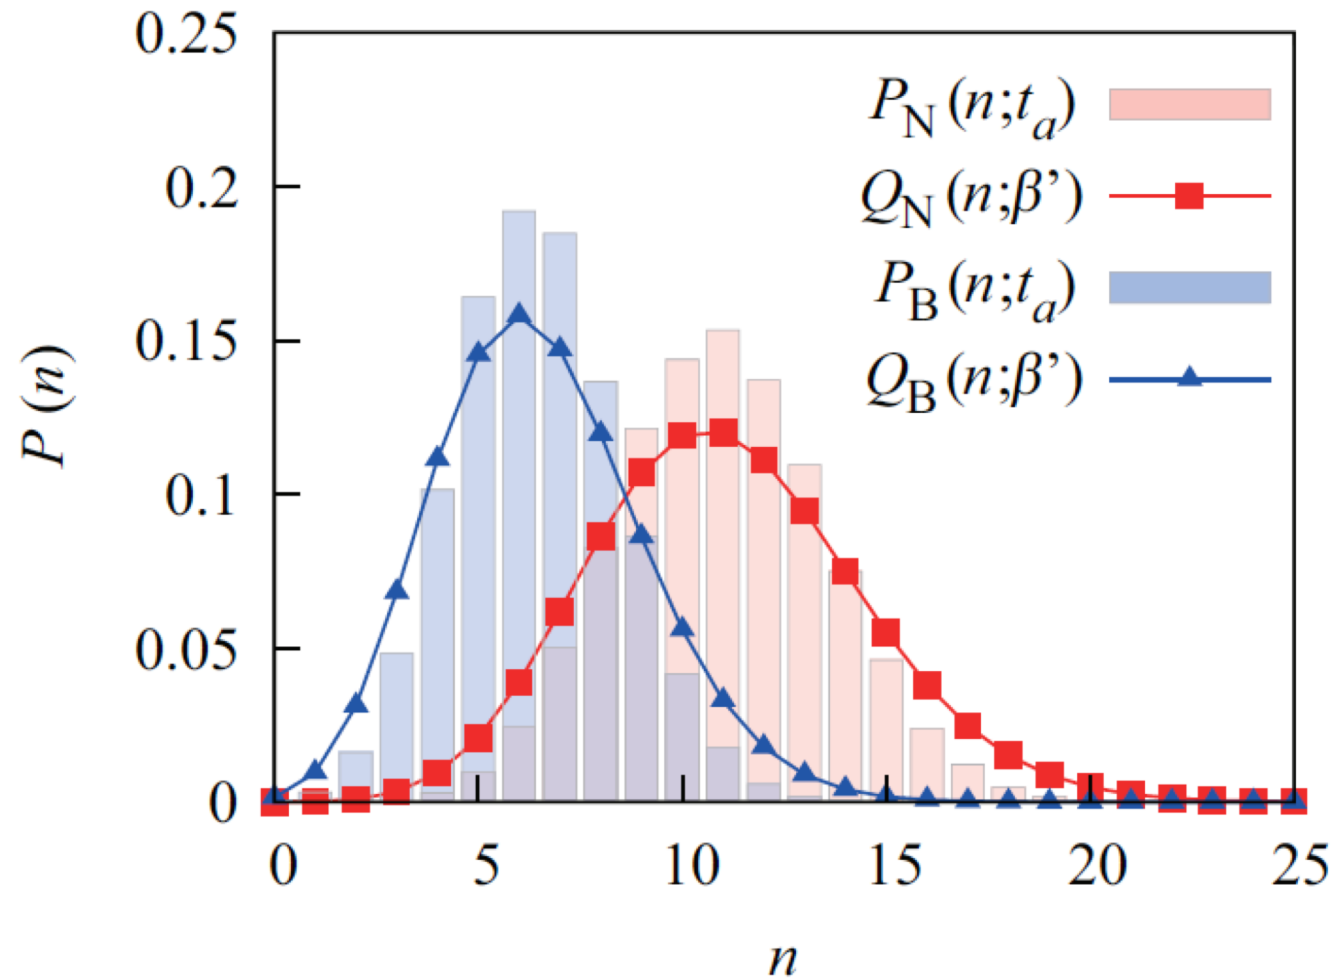 0.25
0.2
0.15
0.1
0.05
0
P (n)
P_N (n;t_a)
Q_N (n;β’)
P_B (n;t_a)
Q_B (n;β’)
0 5 10 15 20 25
n